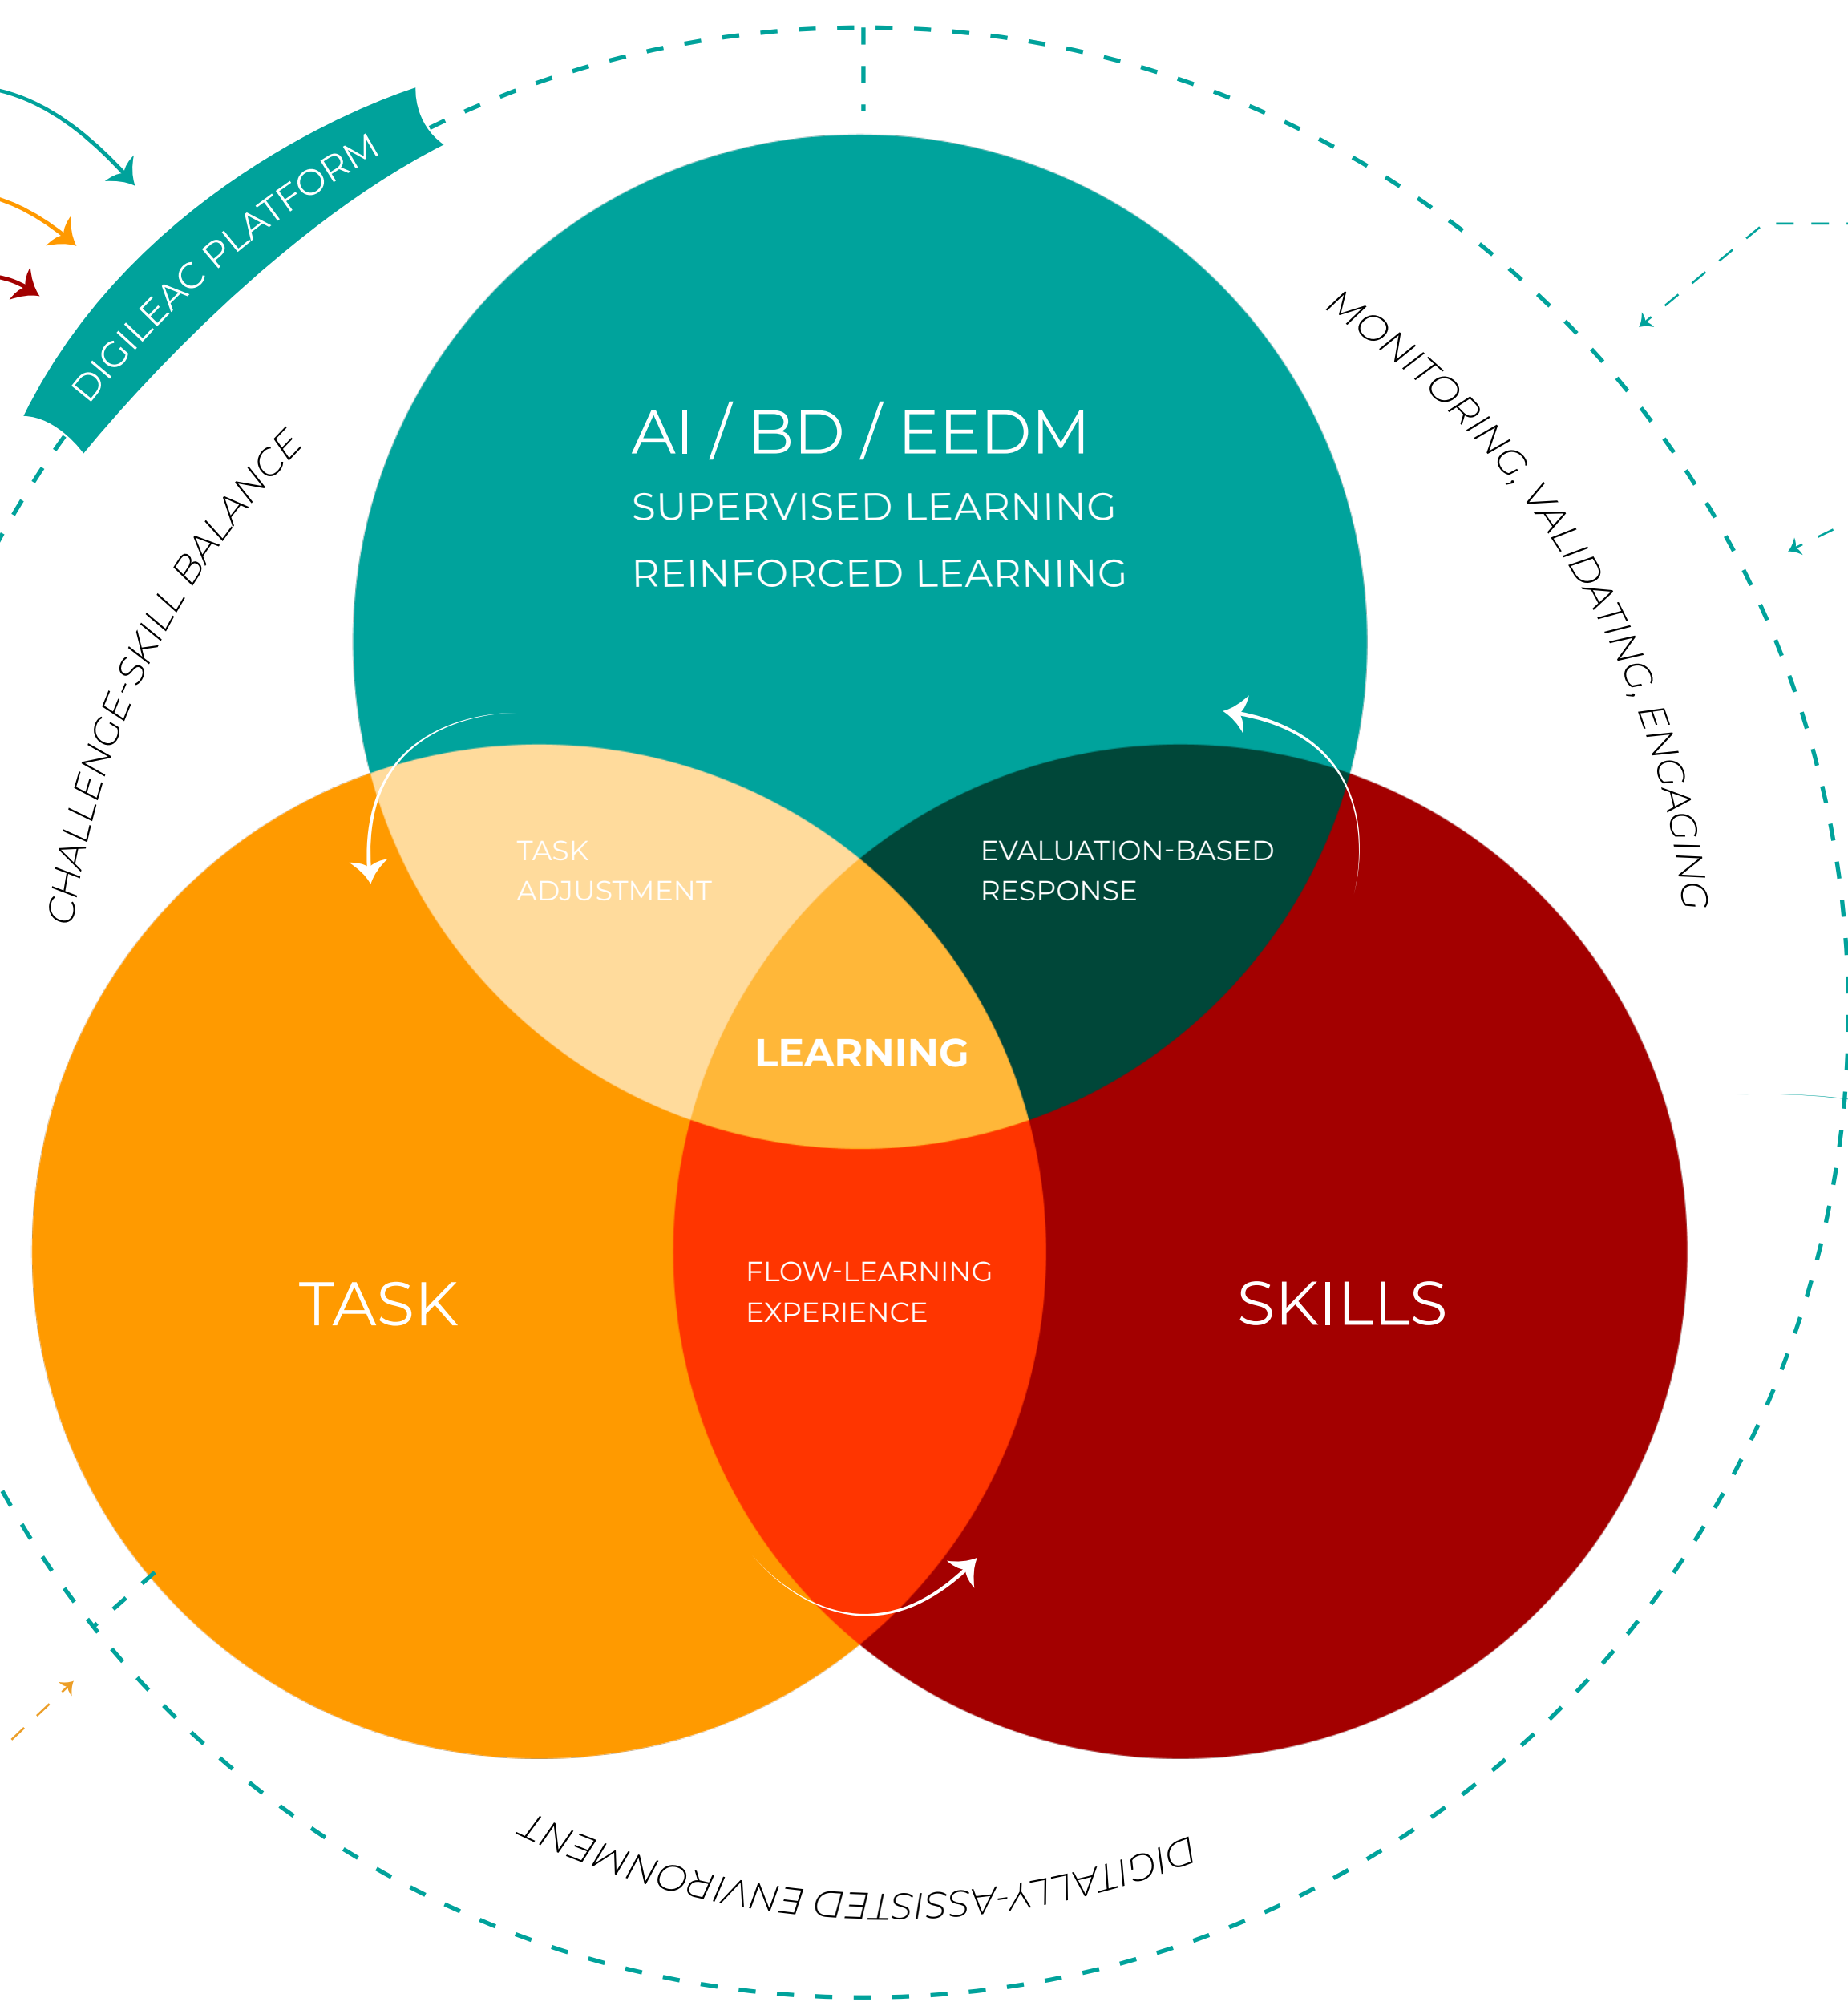 DIGILEAC PLATFORM
CHALLENGE-SKILL BALANCE
MONITORING, VALIDATING, ENGAGING
AI / BD / EEDM
SUPERVISED LEARNING
REINFORCED LEARNING
TASK
ADJUSTMENT
EVALUATION-BASED
RESPONSE
LEARNING
FLOW-LEARNING
EXPERIENCE
TASK
SKILLS
DIGITALLY-ASSISTED ENVIRONMENT